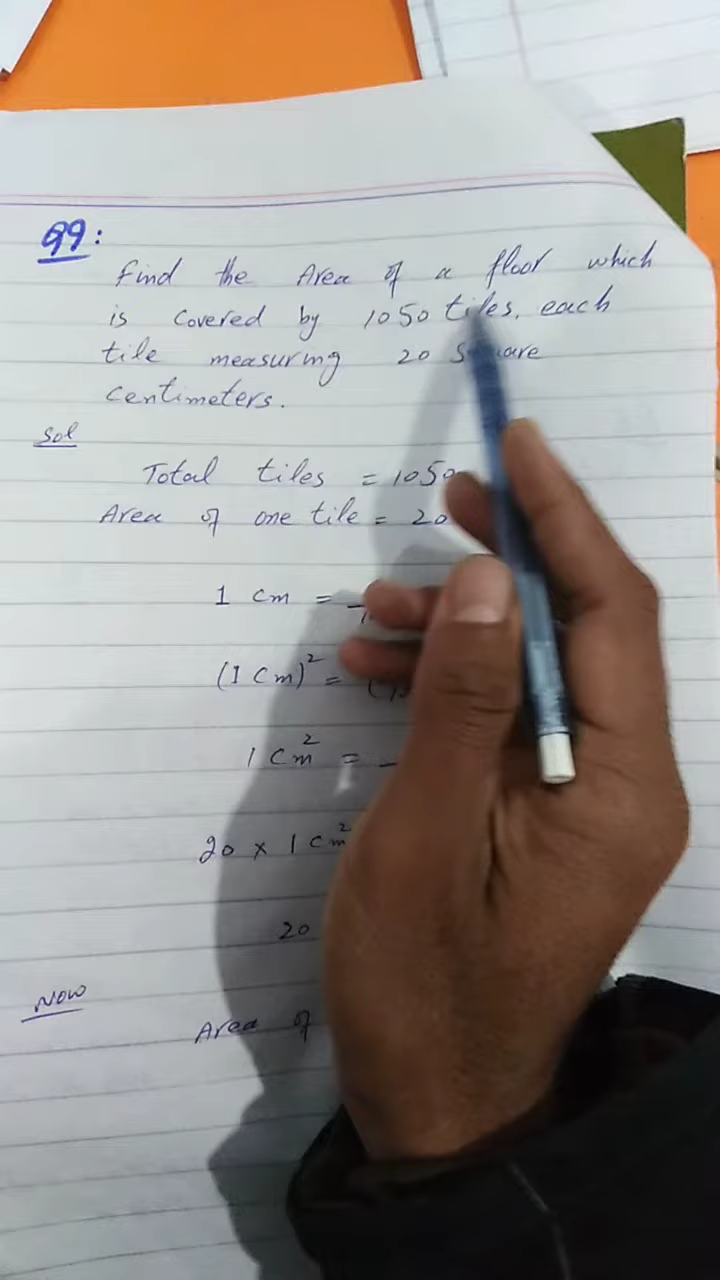 Q9:
Find the Area of a floor which
is covered by 1050 tiles, each
tile measuring 20
centimeters.
Sol
Total tiles = 1050
Area of one tile = 20
1 cm =
(1 cm)² =
1 cm² =
20 × 1 cm²
20
Now
Area of